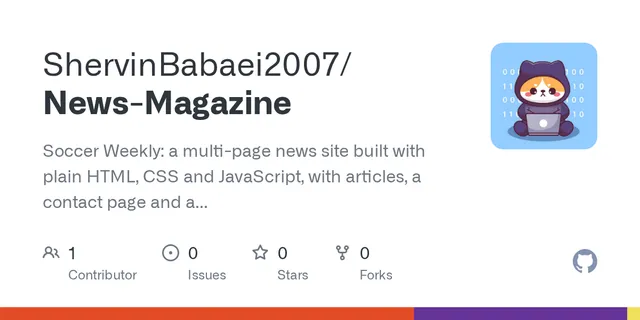 ShervinBabaei2007/
News-Magazine
Soccer Weekly: a multi-page news site built with
plain HTML, CSS and JavaScript, with articles, a
contact page and a...
1
Contributor
0
Issues
0
Stars
0
Forks